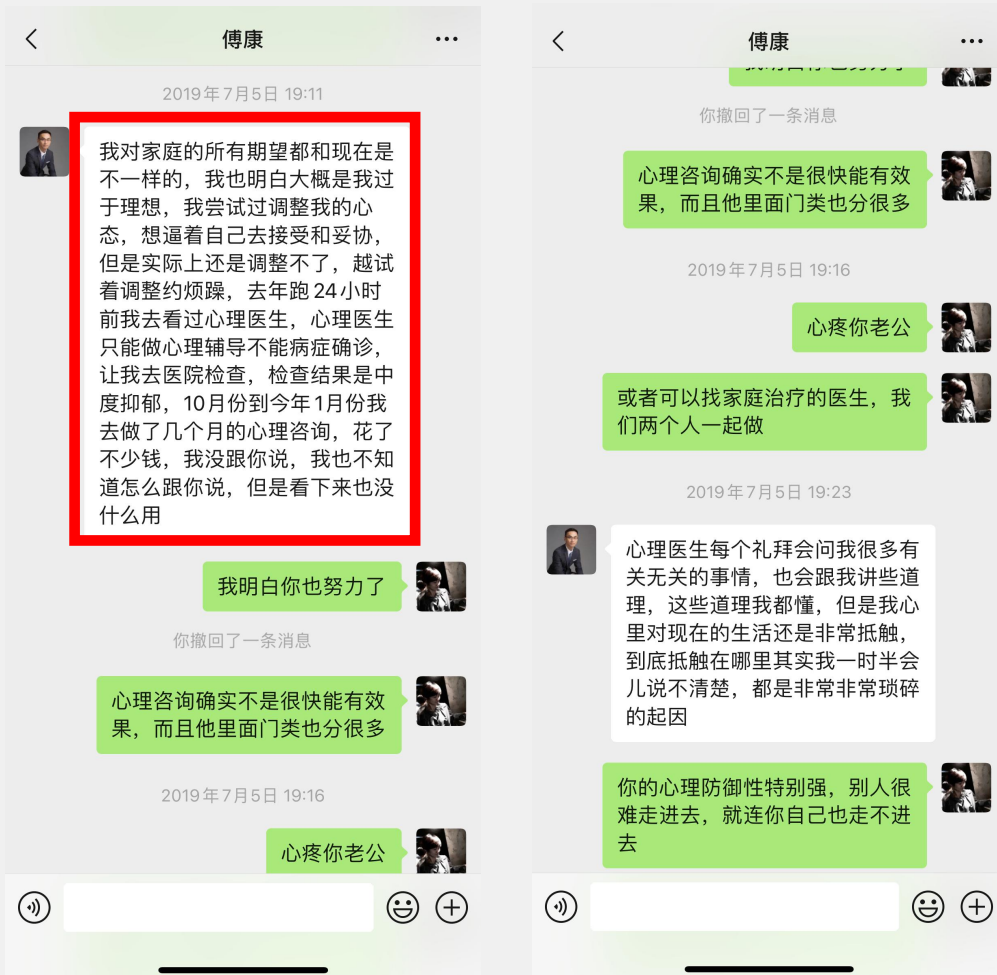 傅康
2019年7月5日 19:11
我对家庭的所有期望都和现在是
不一样的，我也明白大概是我过
于理想，我尝试过调整我的心
态，想逼着自己去接受和妥协，
但是实际上还是调整不了，越试
着调整约烦躁，去年跑24小时
前我去看过心理医生，心理医生
只能做心理辅导不能病症确诊，
让我去医院检查，检查结果是中
度抑郁，10月份到今年1月份我
去做了几个月的心理咨询，花了
不少钱，我没跟你说，我也不知
道怎么跟你说，但是看下来也没
什么用
我明白你也努力了
你撤回了一条消息
心理咨询确实不是很快能有效
果，而且他里面门类也分很多
2019年7月5日 19:16
心疼你老公
傅康
你撤回了一条消息
心理咨询确实不是很快能有效
果，而且他里面门类也分很多
2019年7月5日 19:16
心疼你老公
或者可以找家庭治疗的医生，我
们两个人一起做
2019年7月5日 19:23
心理医生每个礼拜会问我很多有
关无关的事情，也会跟我讲些道
理，这些道理我都懂，但是我心
里对现在的生活还是非常抵触，
到底抵触在哪里其实我一时半会
儿说不清楚，都是非常非常琐碎
的起因
你的心理防御性特别强，别人很
难走进去，就连你自己也走不进
去